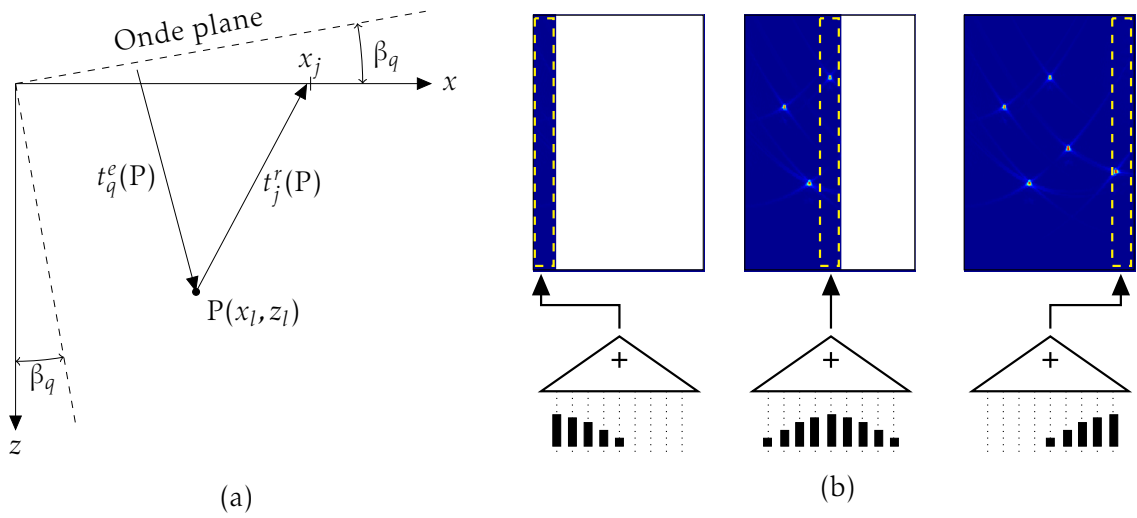 Onde plane
β_q
x_j
x
t_q^e(P)
t_j^r(P)
P(x_l, z_l)
β_q
z
+
+
+
(a)
(b)